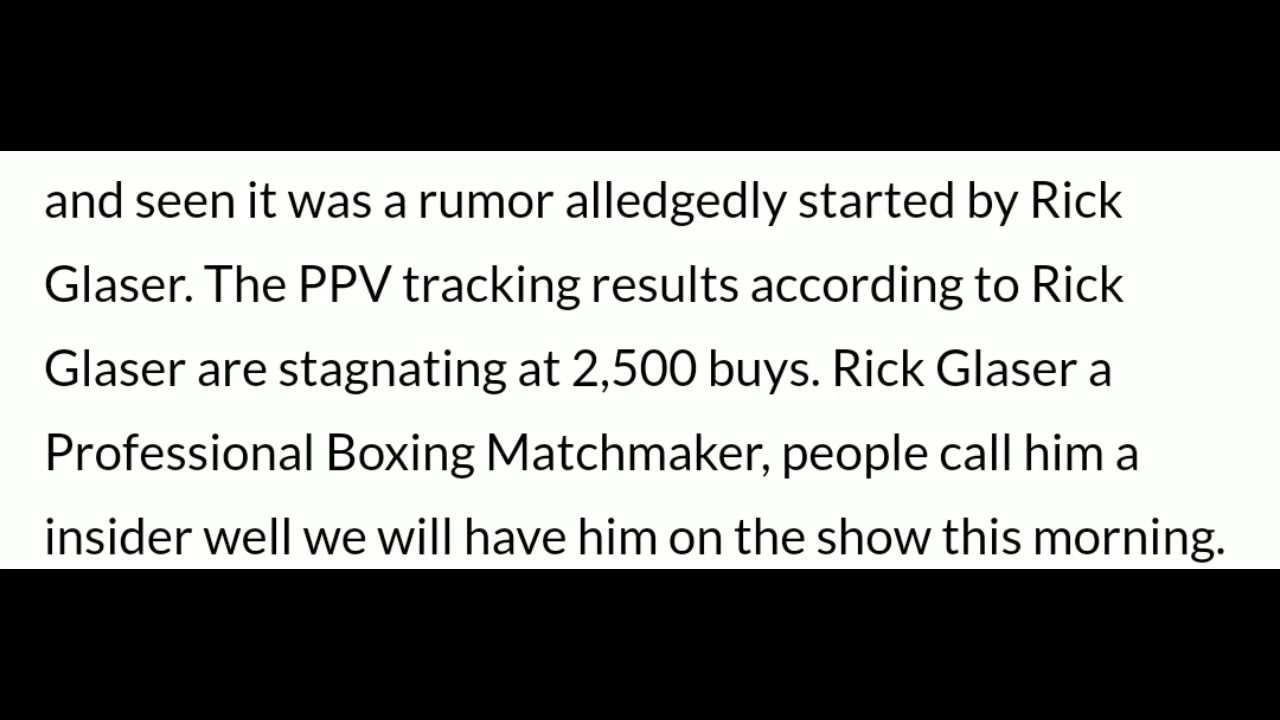 and seen it was a rumor alledgedly started by Rick
Glaser. The PPV tracking results according to Rick
Glaser are stagnating at 2,500 buys. Rick Glaser a
Professional Boxing Matchmaker, people call him a
insider well we will have him on the show this morning.